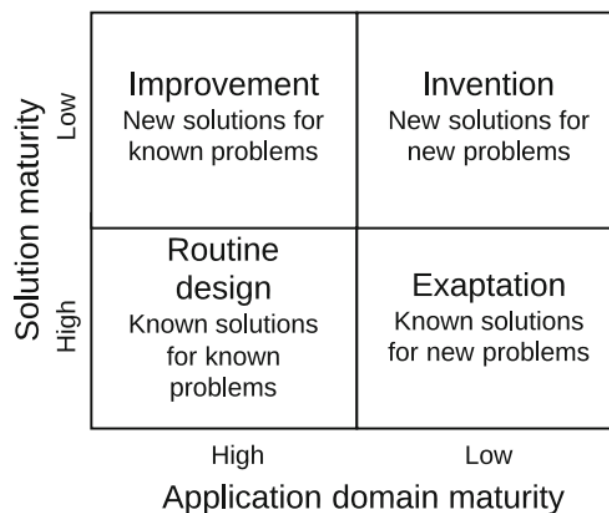 Improvement
New solutions for
known problems
Invention
New solutions for
new problems
Routine
design
Known solutions
for known
problems
Exaptation
Known solutions
for new problems
Solution maturity
Low
High
High
Low
Application domain maturity